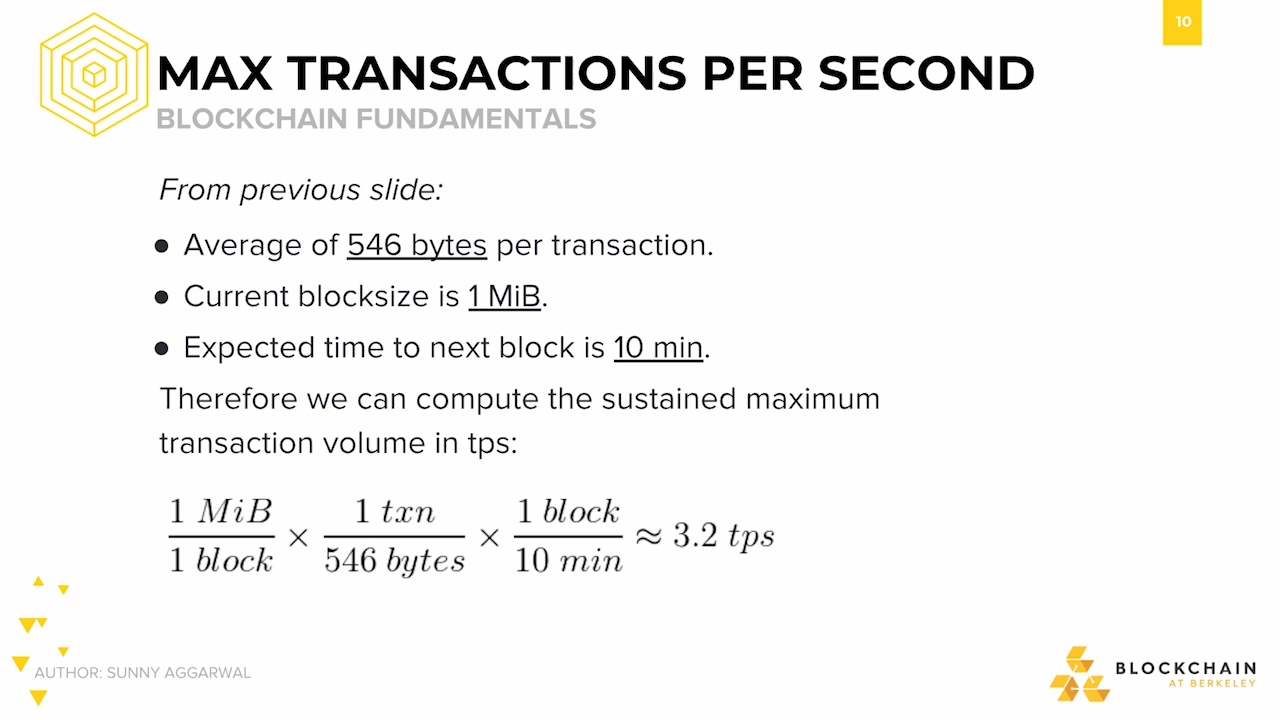 10
MAX TRANSACTIONS PER SECOND
BLOCKCHAIN FUNDAMENTALS
From previous slide:
● Average of 546 bytes per transaction.
● Current blocksize is 1 MiB.
● Expected time to next block is 10 min.
Therefore we can compute the sustained maximum
transaction volume in tps:
1 MiB / 1 block × 1 txn / 546 bytes × 1 block / 10 min ≈ 3.2 tps
AUTHOR: SUNNY AGGARWAL
BLOCKCHAIN
AT BERKELEY